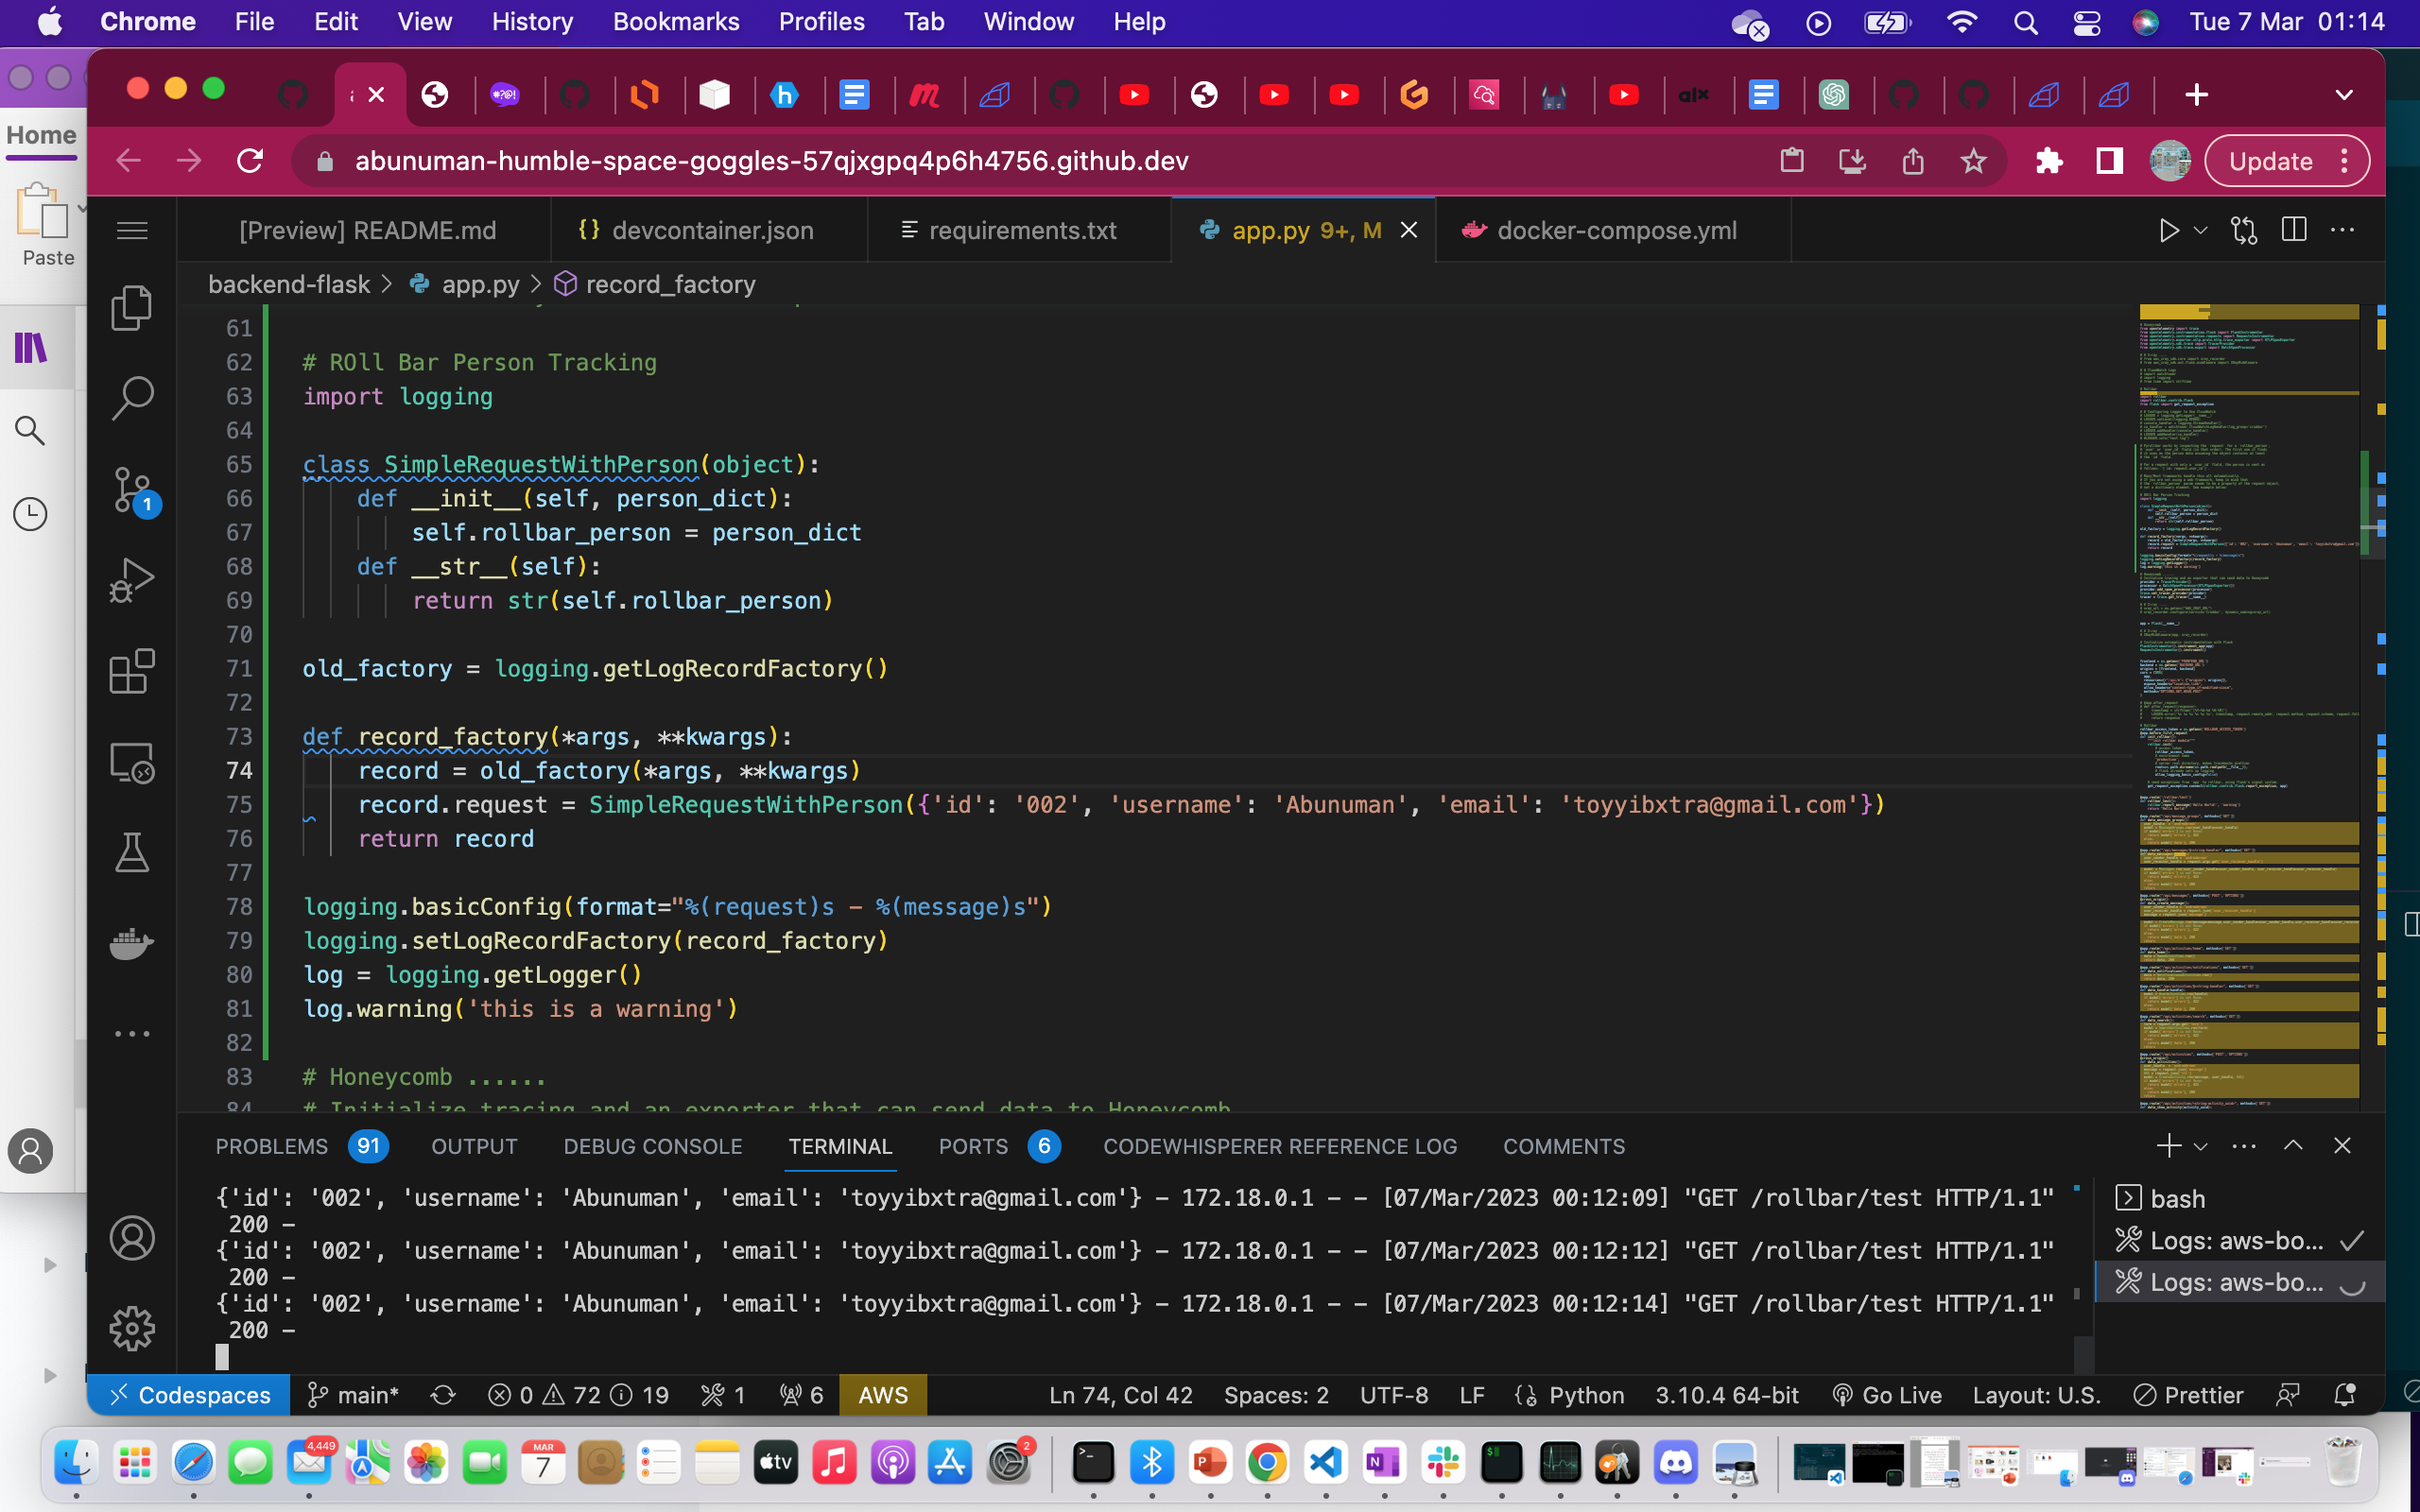 Chrome File Edit View History Bookmarks Profiles Tab Window Help Tue 7 Mar 01:14
abunuman-humble-space-goggles-57qjxgpq4p6h4756.github.dev Update
Home
Paste
[Preview] README.md {} devcontainer.json requirements.txt app.py 9+, M docker-compose.yml
backend-flask > app.py > record_factory
61
62 # ROll Bar Person Tracking
63 import logging
64
65 class SimpleRequestWithPerson(object):
66 def __init__(self, person_dict):
67 self.rollbar_person = person_dict
68 def __str__(self):
69 return str(self.rollbar_person)
70
71 old_factory = logging.getLogRecordFactory()
72
73 def record_factory(*args, **kwargs):
74 record = old_factory(*args, **kwargs)
75 record.request = SimpleRequestWithPerson({'id': '002', 'username': 'Abunuman', 'email': 'toyyibxtra@gmail.com'})
76 return record
77
78 logging.basicConfig(format="%(request)s - %(message)s")
79 logging.setLogRecordFactory(record_factory)
80 log = logging.getLogger()
81 log.warning('this is a warning')
82
83 # Honeycomb ......
84 # Initialize tracing and an exporter that can send data to Honeycomb
PROBLEMS 91 OUTPUT DEBUG CONSOLE TERMINAL PORTS 6 CODEWHISPERER REFERENCE LOG COMMENTS
{'id': '002', 'username': 'Abunuman', 'email': 'toyyibxtra@gmail.com'} - 172.18.0.1 - - [07/Mar/2023 00:12:09] "GET /rollbar/test HTTP/1.1"
200 -
{'id': '002', 'username': 'Abunuman', 'email': 'toyyibxtra@gmail.com'} - 172.18.0.1 - - [07/Mar/2023 00:12:12] "GET /rollbar/test HTTP/1.1"
200 -
{'id': '002', 'username': 'Abunuman', 'email': 'toyyibxtra@gmail.com'} - 172.18.0.1 - - [07/Mar/2023 00:12:14] "GET /rollbar/test HTTP/1.1"
200 -
bash
Logs: aws-bo...
Logs: aws-bo...
Codespaces main* 0 72 19 1 6 AWS Ln 74, Col 42 Spaces: 2 UTF-8 LF Python 3.10.4 64-bit Go Live Layout: U.S. Prettier
1
4,449
MAR
7
tv
2